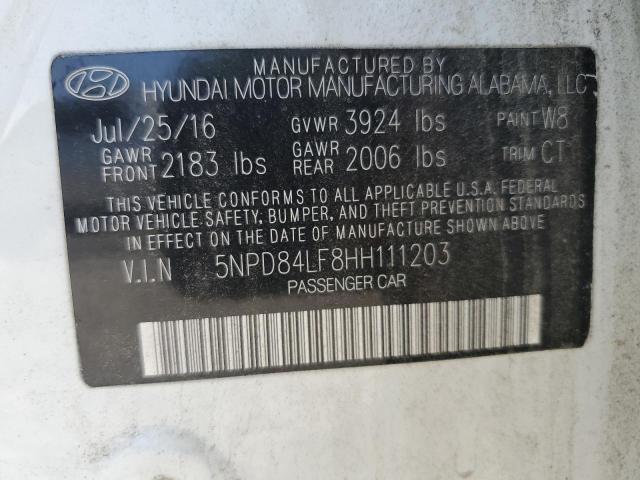 MANUFACTURED BY
HYUNDAI MOTOR MANUFACTURING ALABAMA, LLC
Jul/25/16 GVWR 3924 lbs PAINT W8
GAWR FRONT 2183 lbs GAWR REAR 2006 lbs TRIM CT
THIS VEHICLE CONFORMS TO ALL APPLICABLE U.S.A. FEDERAL
MOTOR VEHICLE SAFETY, BUMPER, AND THEFT PREVENTION STANDARDS
IN EFFECT ON THE DATE OF MANUFACTURE SHOWN ABOVE
V.I.N 5NPD84LF8HH111203
PASSENGER CAR